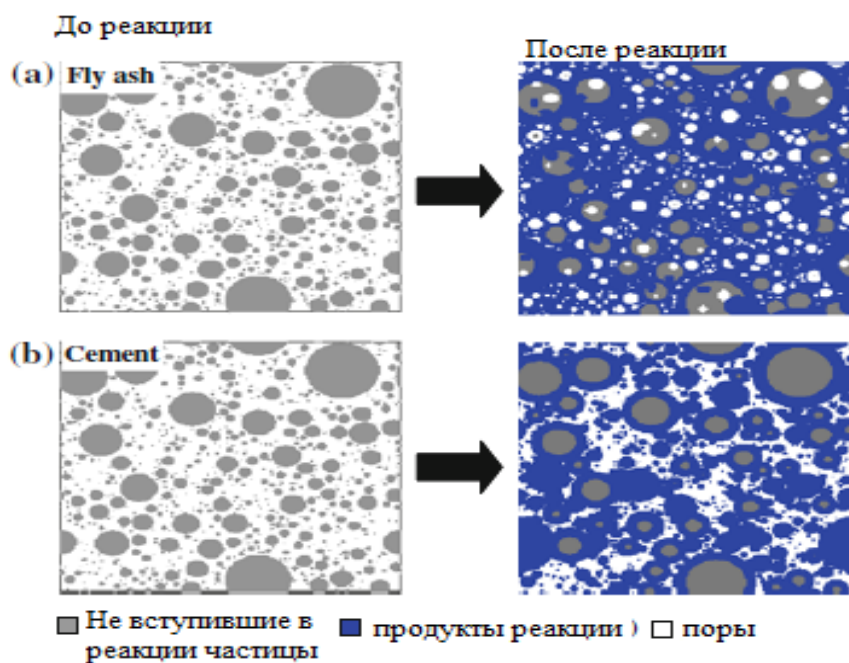 До реакции
После реакции
(a) Fly ash
(b) Cement
Не вступившие в
реакции частицы
продукты реакции )
поры